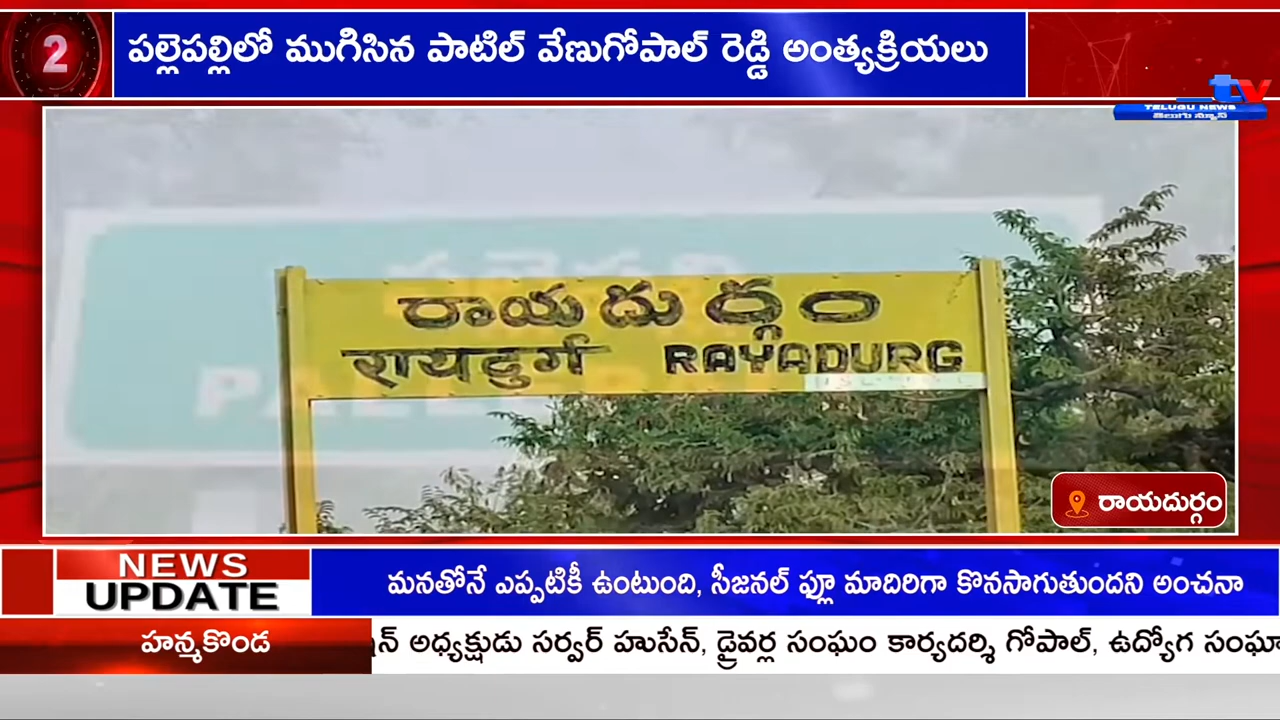 2
పల్లెపల్లిలో ముగిసిన పాటిల్ వేణుగోపాల్ రెడ్డి అంత్యక్రియలు
tv
TELUGU NEWS
తెలుగు న్యూస్
రాయదుర్గం
रायदुर्ग RAYADURG
రాయదుర్గం
NEWS
UPDATE
మనతోనే ఎప్పటికీ ఉంటుంది, సీజనల్ ఫ్లూ మాదిరిగా కొనసాగుతుందని అంచనా
హన్మకొండ
అధ్యక్షుడు సర్వర్ హుసేన్, డ్రైవర్ల సంఘం కార్యదర్శి గోపాల్, ఉద్యోగ